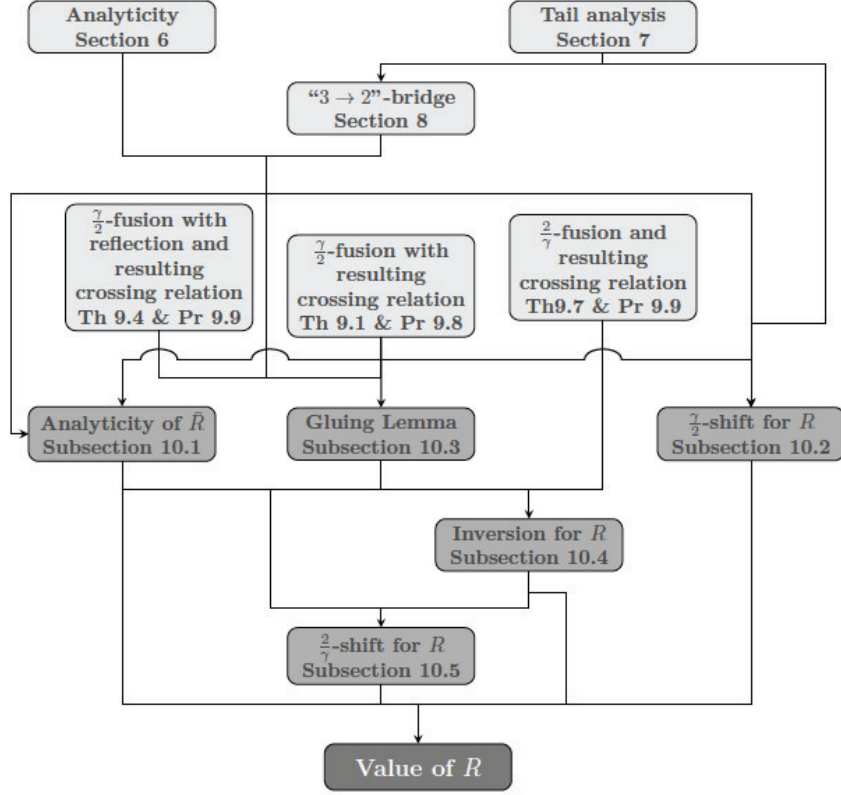 Analyticity
Section 6
Tail analysis
Section 7
“3 → 2”-bridge
Section 8
γ/2-fusion with
reflection and
resulting
crossing relation
Th 9.4 & Pr 9.9
γ/2-fusion with
resulting
crossing relation
Th 9.1 & Pr 9.8
2/γ-fusion and
resulting
crossing relation
Th9.7 & Pr 9.9
Analyticity of R̄
Subsection 10.1
Gluing Lemma
Subsection 10.3
γ/2-shift for R
Subsection 10.2
Inversion for R
Subsection 10.4
2/γ-shift for R
Subsection 10.5
Value of R